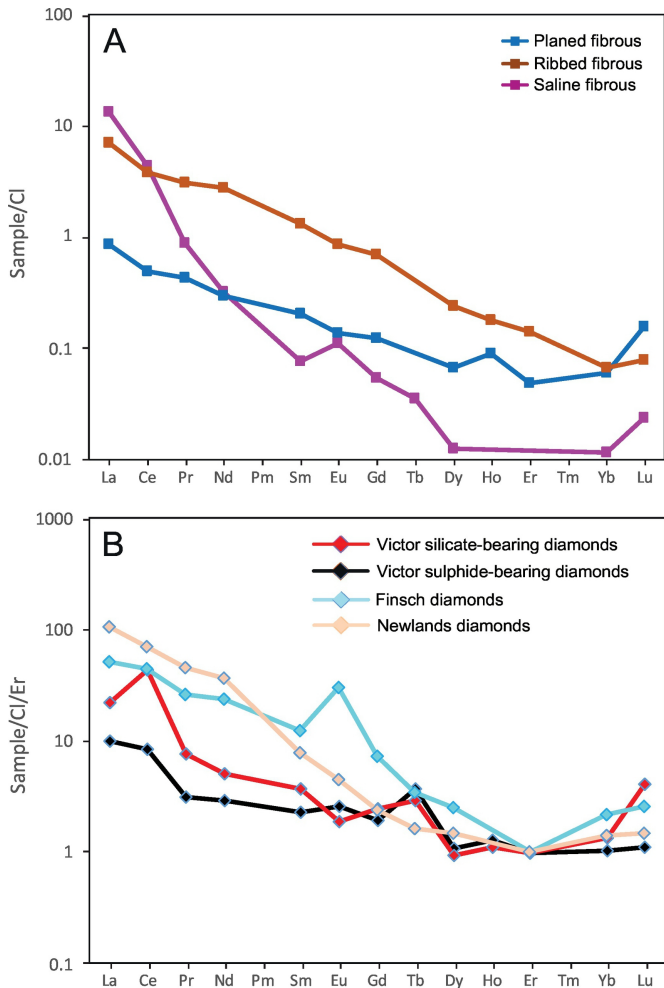 100
A
Planed fibrous
Ribbed fibrous
Saline fibrous
10
1
0.1
0.01
Sample/Cl
La Ce Pr Nd Pm Sm Eu Gd Tb Dy Ho Er Tm Yb Lu
1000
B
Victor silicate-bearing diamonds
Victor sulphide-bearing diamonds
Finsch diamonds
Newlands diamonds
100
10
1
0.1
Sample/Cl/Er
La Ce Pr Nd Pm Sm Eu Gd Tb Dy Ho Er Tm Yb Lu